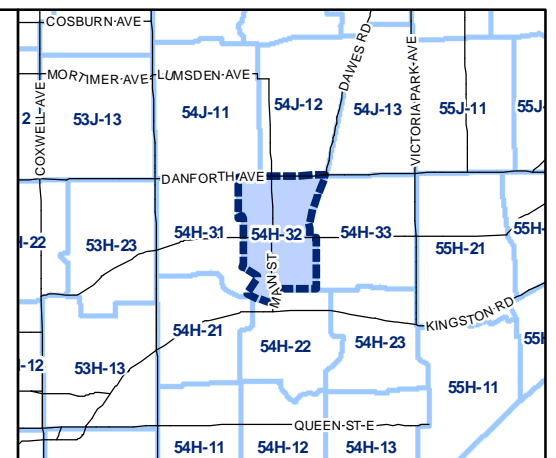 COSBURN AVE
MORTIMER AVE LUMSDEN AVE
DAWES RD
VICTORIA PARK AVE
COXWELL AVE
2
53J-13
54J-11
54J-12
54J-13
55J-11
55J
DANFORTH AVE
H-22
53H-23
54H-31
54H-32
54H-33
55H-21
55H-
MAIN ST
KINGSTON RD
-12
53H-13
54H-21
54H-22
54H-23
55H-11
55H
QUEEN ST E
54H-11
54H-12
54H-13